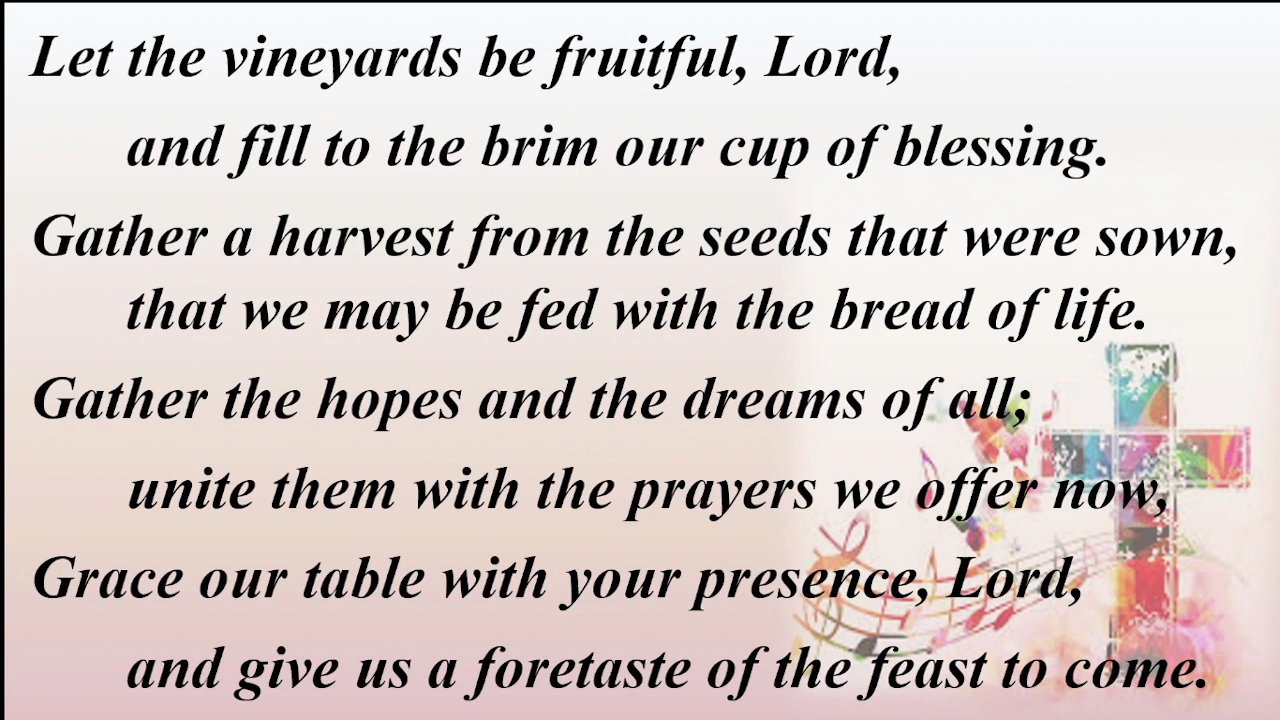 Let the vineyards be fruitful, Lord,
and fill to the brim our cup of blessing.
Gather a harvest from the seeds that were sown,
that we may be fed with the bread of life.
Gather the hopes and the dreams of all;
unite them with the prayers we offer now,
Grace our table with your presence, Lord,
and give us a foretaste of the feast to come.